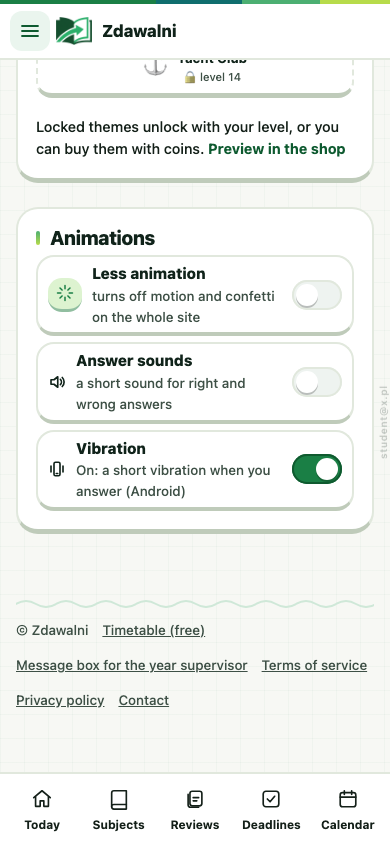 Zdawalni
Yacht Club
level 14
Locked themes unlock with your level, or you
can buy them with coins. Preview in the shop
Animations
Less animation
turns off motion and confetti
on the whole site
Answer sounds
a short sound for right and
wrong answers
Vibration
On: a short vibration when you
answer (Android)
student@x.pl
© Zdawalni Timetable (free)
Message box for the year supervisor Terms of service
Privacy policy Contact
Today Subjects Reviews Deadlines Calendar